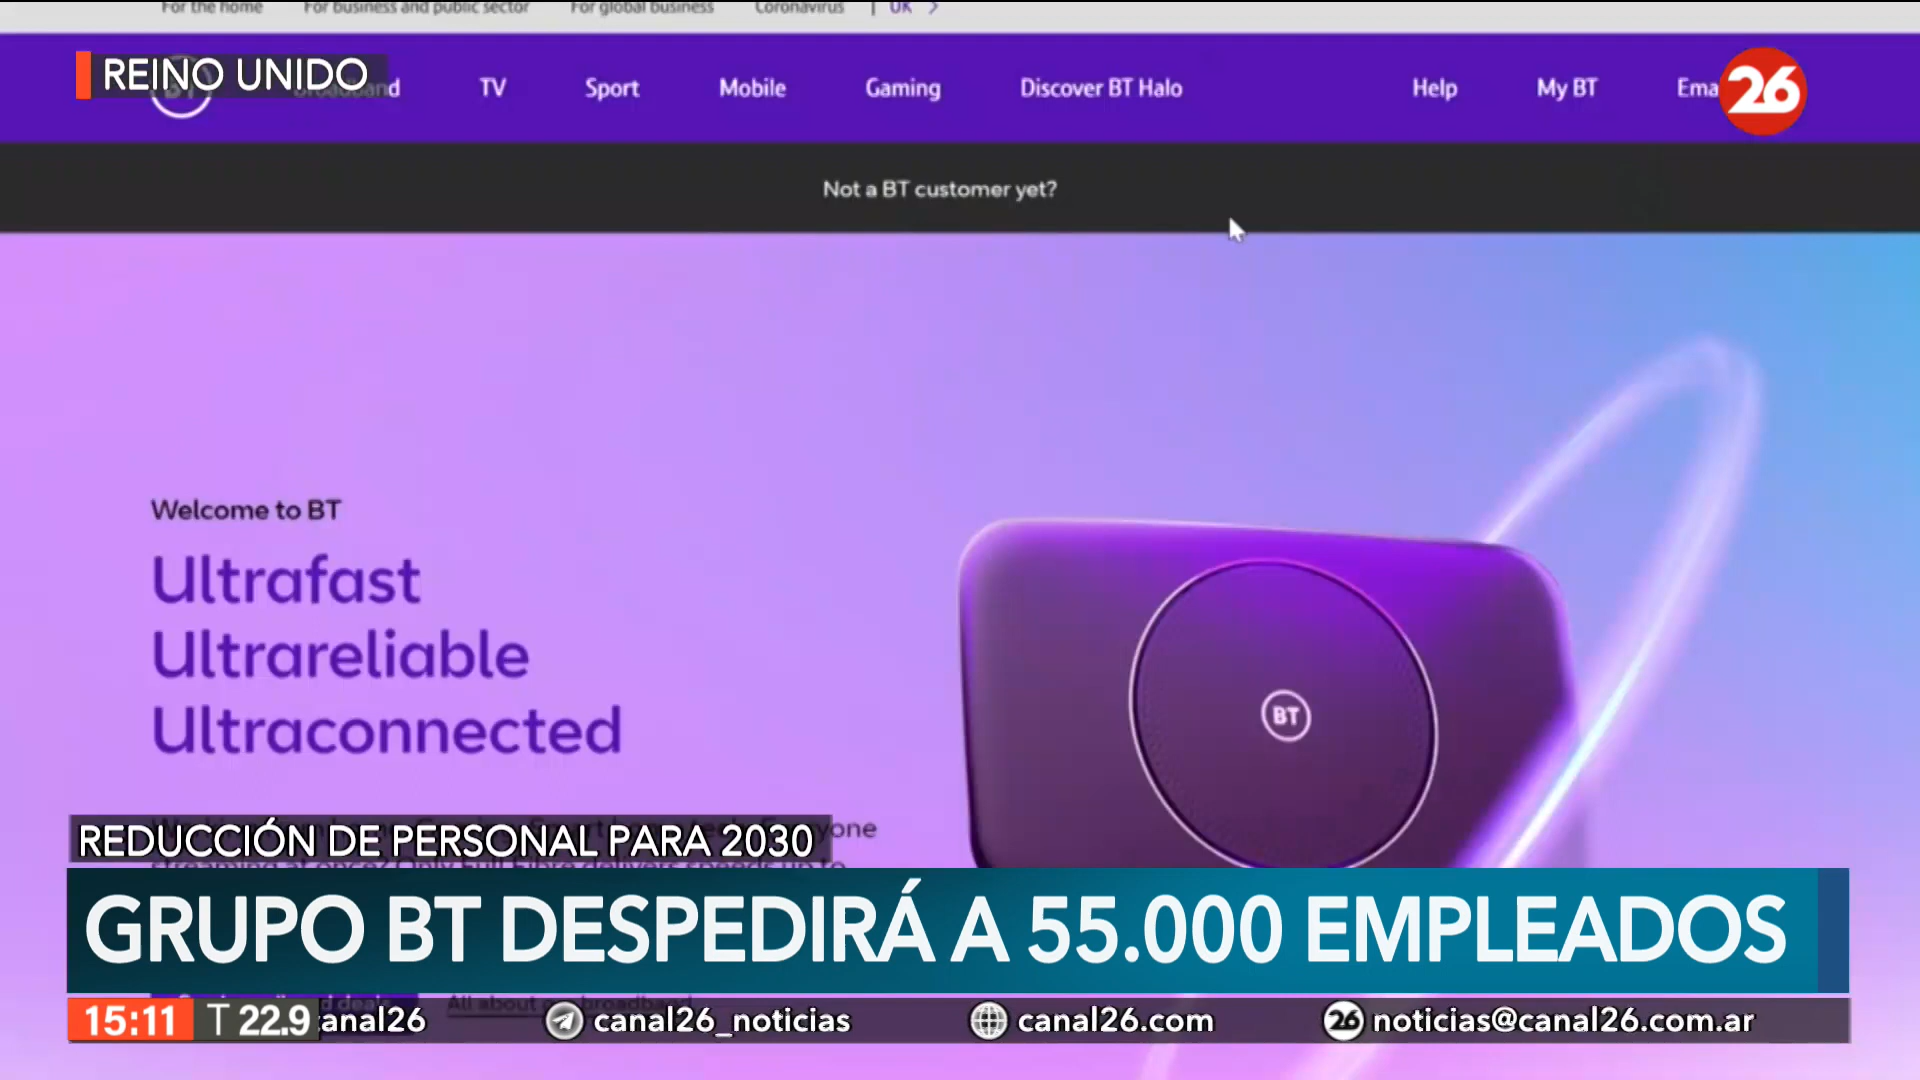 For the home For business and public sector For global business Coronavirus | UK >
REINO UNIDO
TV Sport Mobile Gaming Discover BT Halo Help My BT Ema
26
Not a BT customer yet?
Welcome to BT
Ultrafast
Ultrareliable
Ultraconnected
BT
REDUCCIÓN DE PERSONAL PARA 2030
GRUPO BT DESPEDIRÁ A 55.000 EMPLEADOS
15:11 T 22.9 canal26 canal26_noticias canal26.com 26 noticias@canal26.com.ar